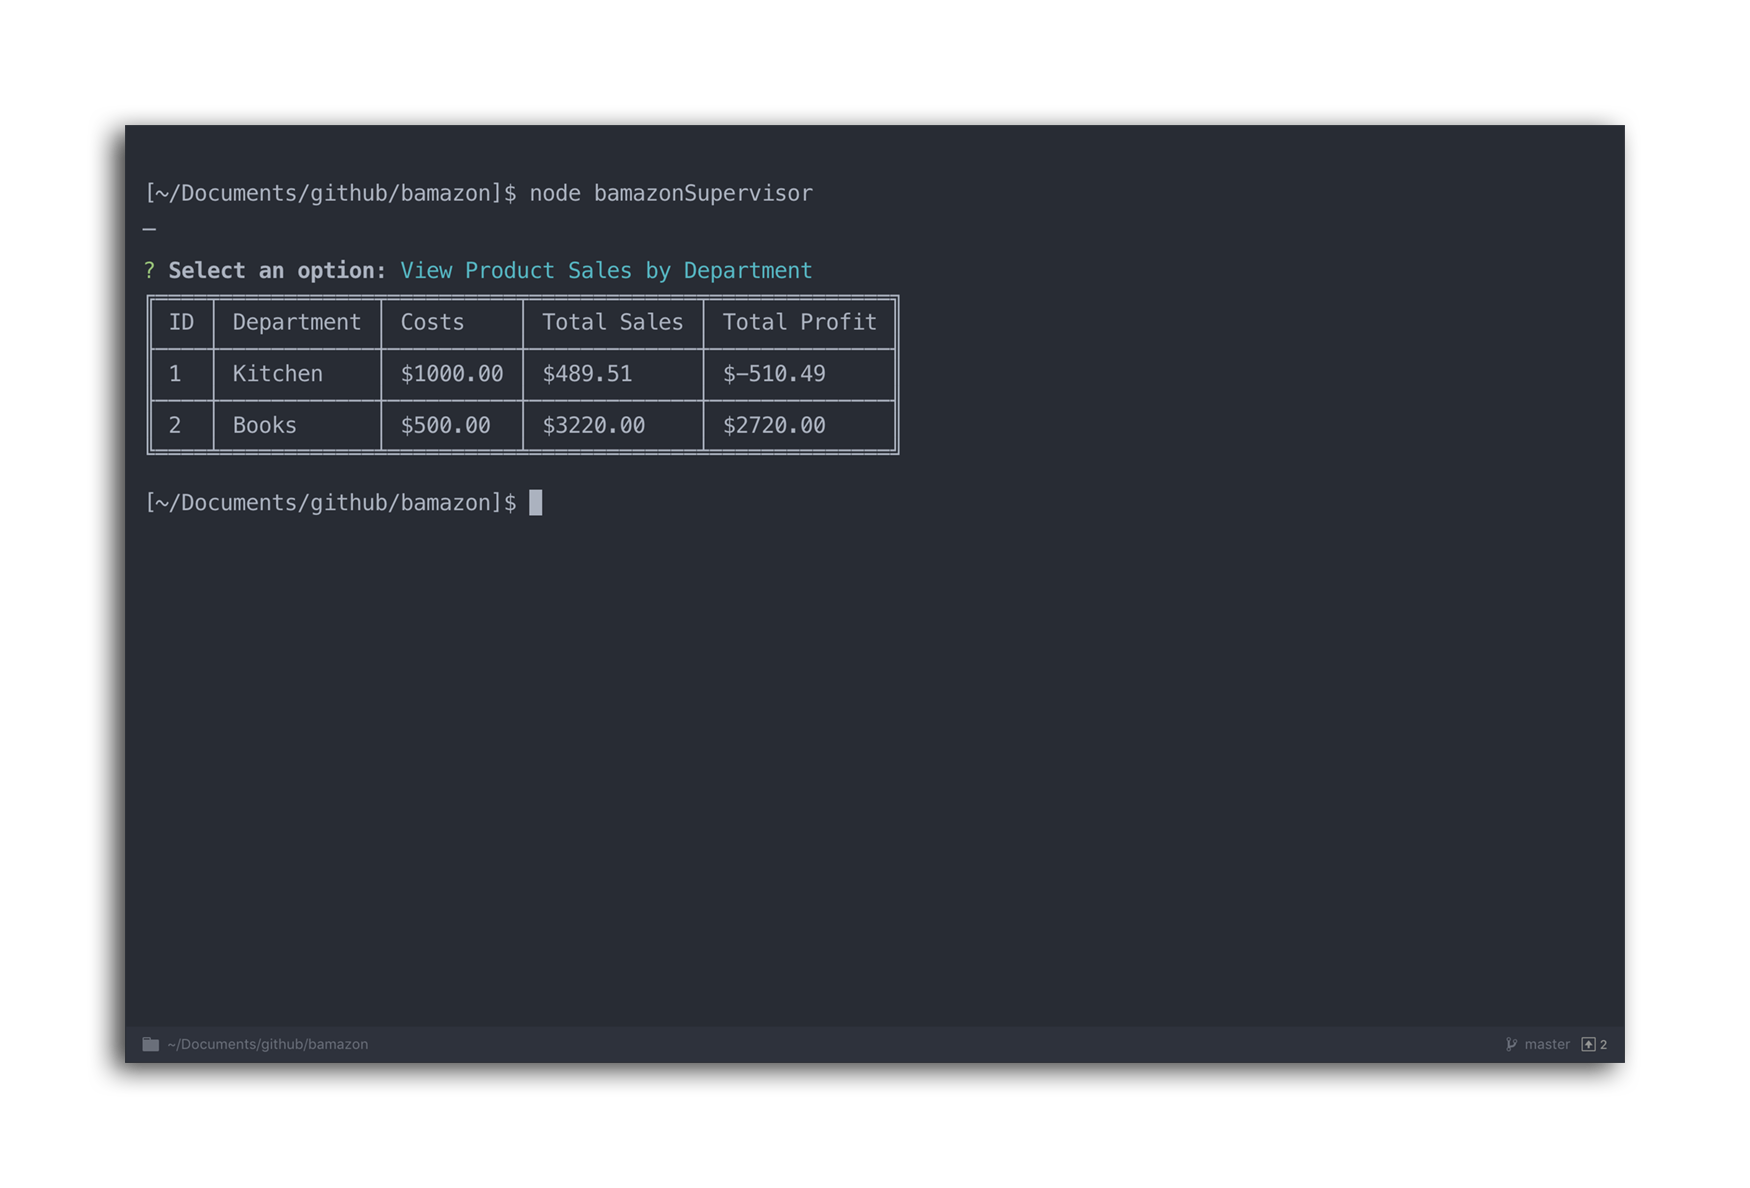 [~/Documents/github/bamazon]$ node bamazonSupervisor
—
? Select an option: View Product Sales by Department
ID Department Costs Total Sales Total Profit
1 Kitchen $1000.00 $489.51 $-510.49
2 Books $500.00 $3220.00 $2720.00
[~/Documents/github/bamazon]$
~/Documents/github/bamazon master 2